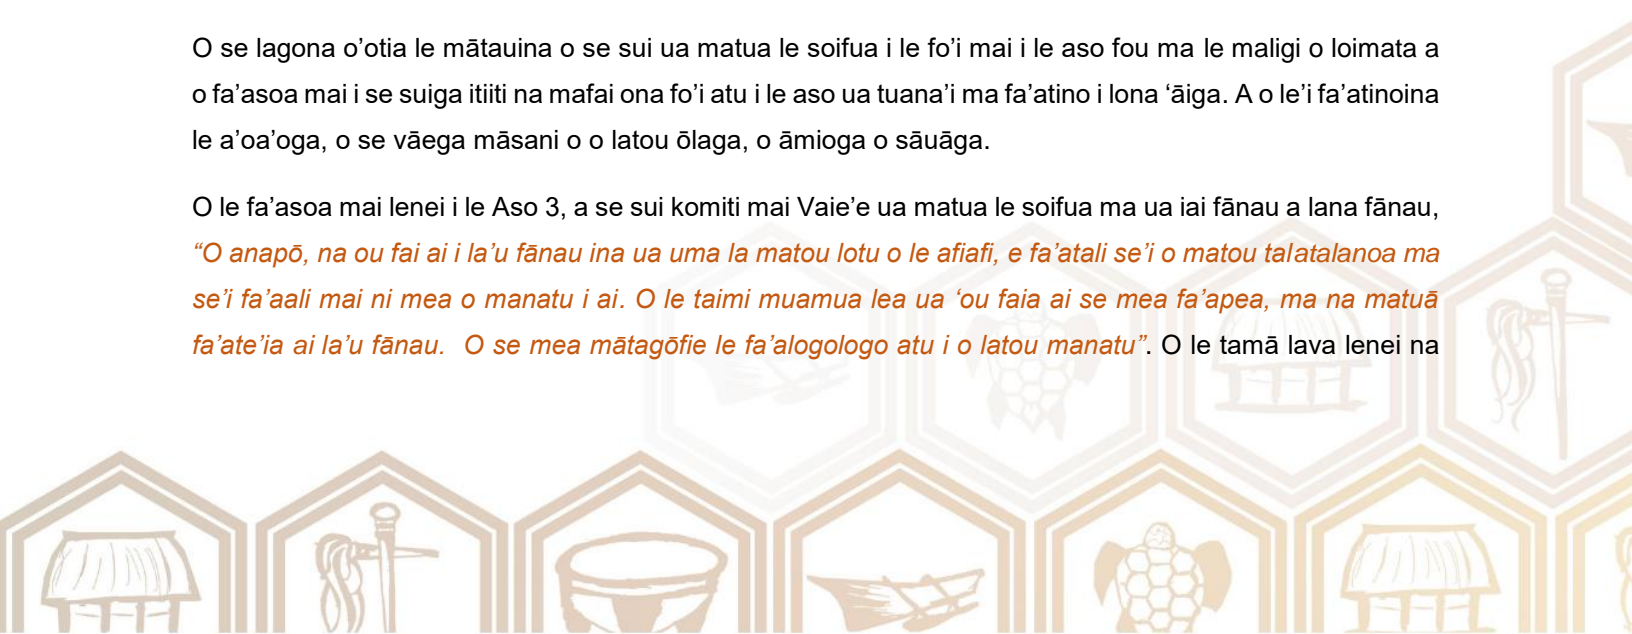 O se lagona o’otia le mātauina o se sui ua matua le soifua i le fo’i mai i le aso fou ma le maligi o loimata a
o fa’asoa mai i se suiga itiiti na mafai ona fo’i atu i le aso ua tuana’i ma fa’atino i lona ‘āiga. A o le’i fa’atinoina
le a’oa’oga, o se vāega māsani o o latou ōlaga, o āmioga o sāuāga.
O le fa’asoa mai lenei i le Aso 3, a se sui komiti mai Vaie’e ua matua le soifua ma ua iai fānau a lana fānau,
“O anapō, na ou fai ai i la’u fānau ina ua uma la matou lotu o le afiafi, e fa’atali se’i o matou talatalanoa ma
se’i fa’aali mai ni mea o manatu i ai. O le taimi muamua lea ua ‘ou faia ai se mea fa’apea, ma na matuā
fa’ate’ia ai la’u fānau.  O se mea mātagōfie le fa’alogologo atu i o latou manatu”. O le tamā lava lenei na